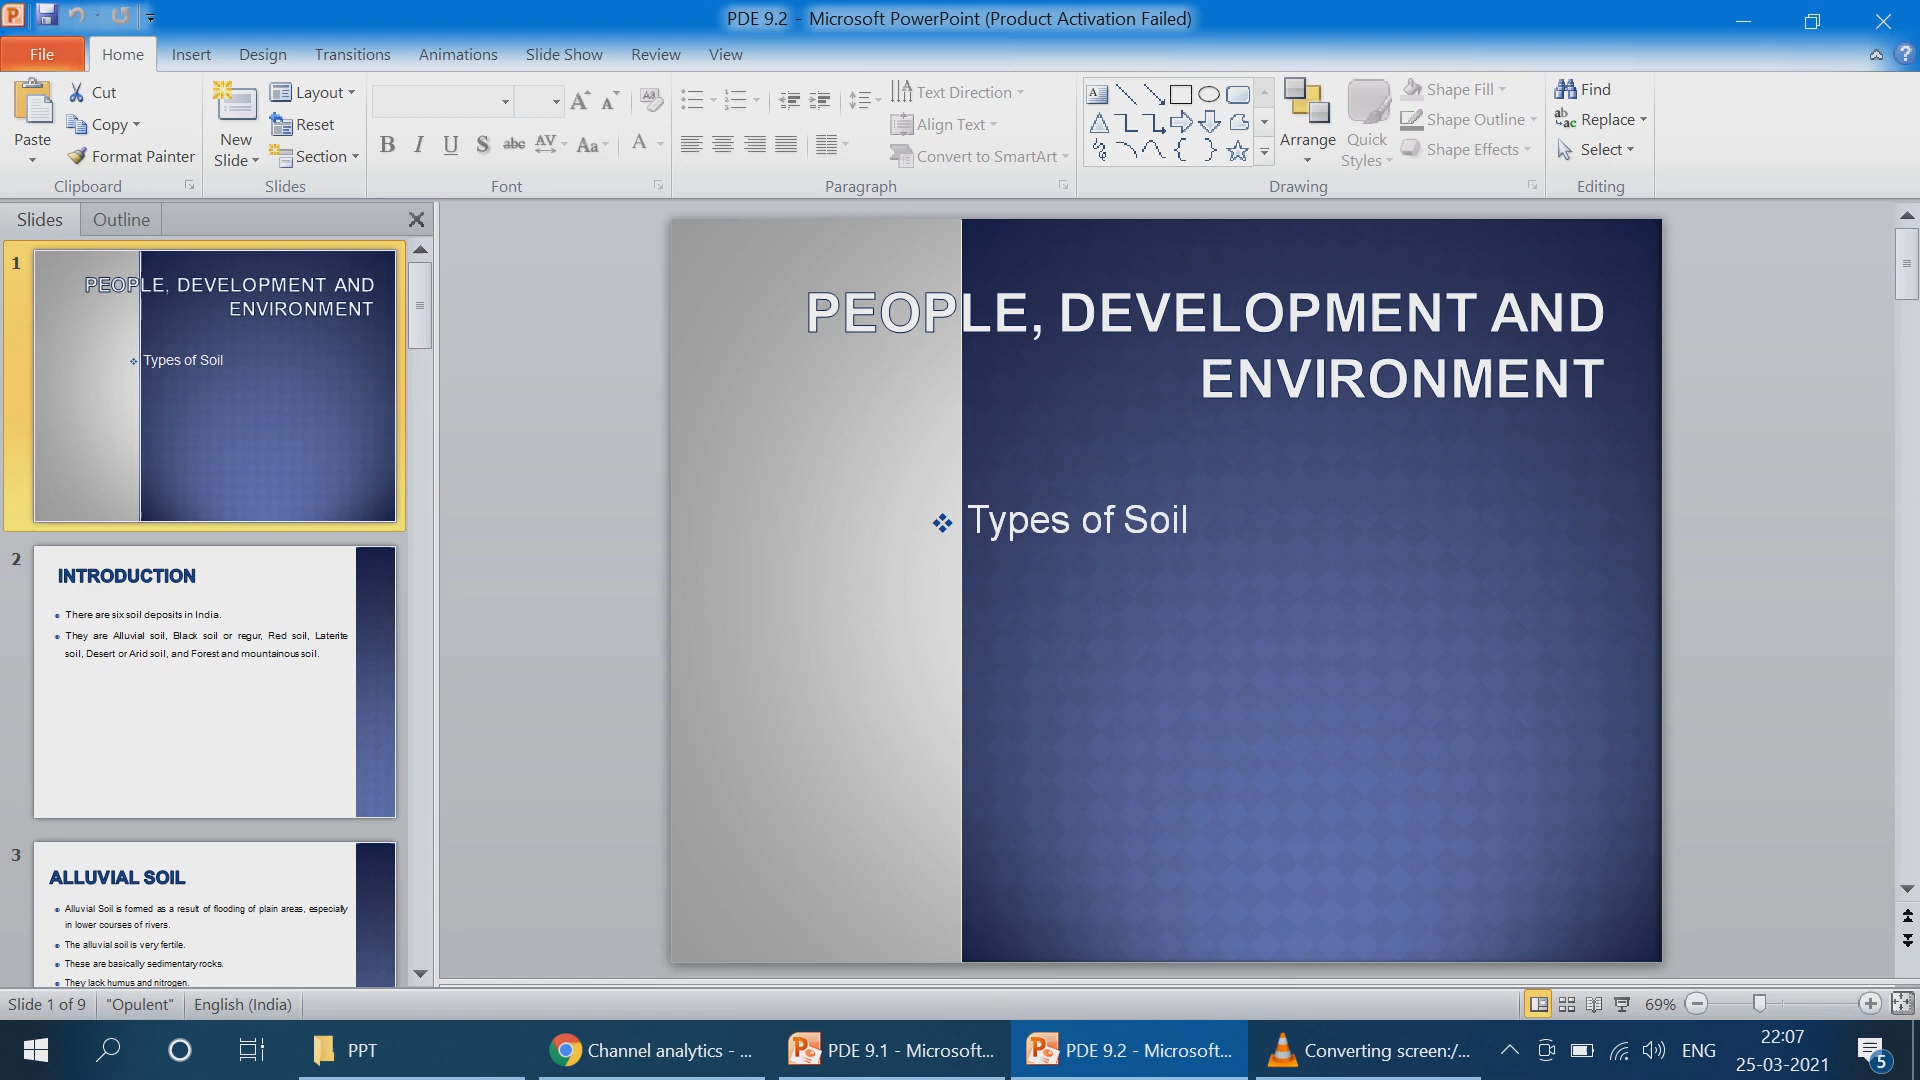 PDE 9.2 - Microsoft PowerPoint (Product Activation Failed)
File Home Insert Design Transitions Animations Slide Show Review View
Paste
Cut
Copy
Format Painter
Clipboard
New
Slide
Layout
Reset
Section
Slides
Font
Text Direction
Align Text
Convert to SmartArt
Paragraph
Arrange
Quick
Styles
Shape Fill
Shape Outline
Shape Effects
Drawing
Find
Replace
Select
Editing
Slides Outline
1
PEOPLE, DEVELOPMENT AND
ENVIRONMENT
Types of Soil
2
INTRODUCTION
There are six soil deposits in India.
They are Alluvial soil, Black soil or regur, Red soil, Laterite
soil, Desert or Arid soil, and Forest and mountainous soil.
3
ALLUVIAL SOIL
Alluvial Soil is formed as a result of flooding of plain areas, especially
in lower courses of rivers.
The alluvial soil is very fertile.
These are basically sedimentary rocks.
They lack humus and nitrogen.
PEOPLE, DEVELOPMENT AND
ENVIRONMENT
Types of Soil
Slide 1 of 9 "Opulent" English (India) 69%
PPT Channel analytics - ... PDE 9.1 - Microsoft... PDE 9.2 - Microsoft... Converting screen:/... ENG
22:07
25-03-2021
5